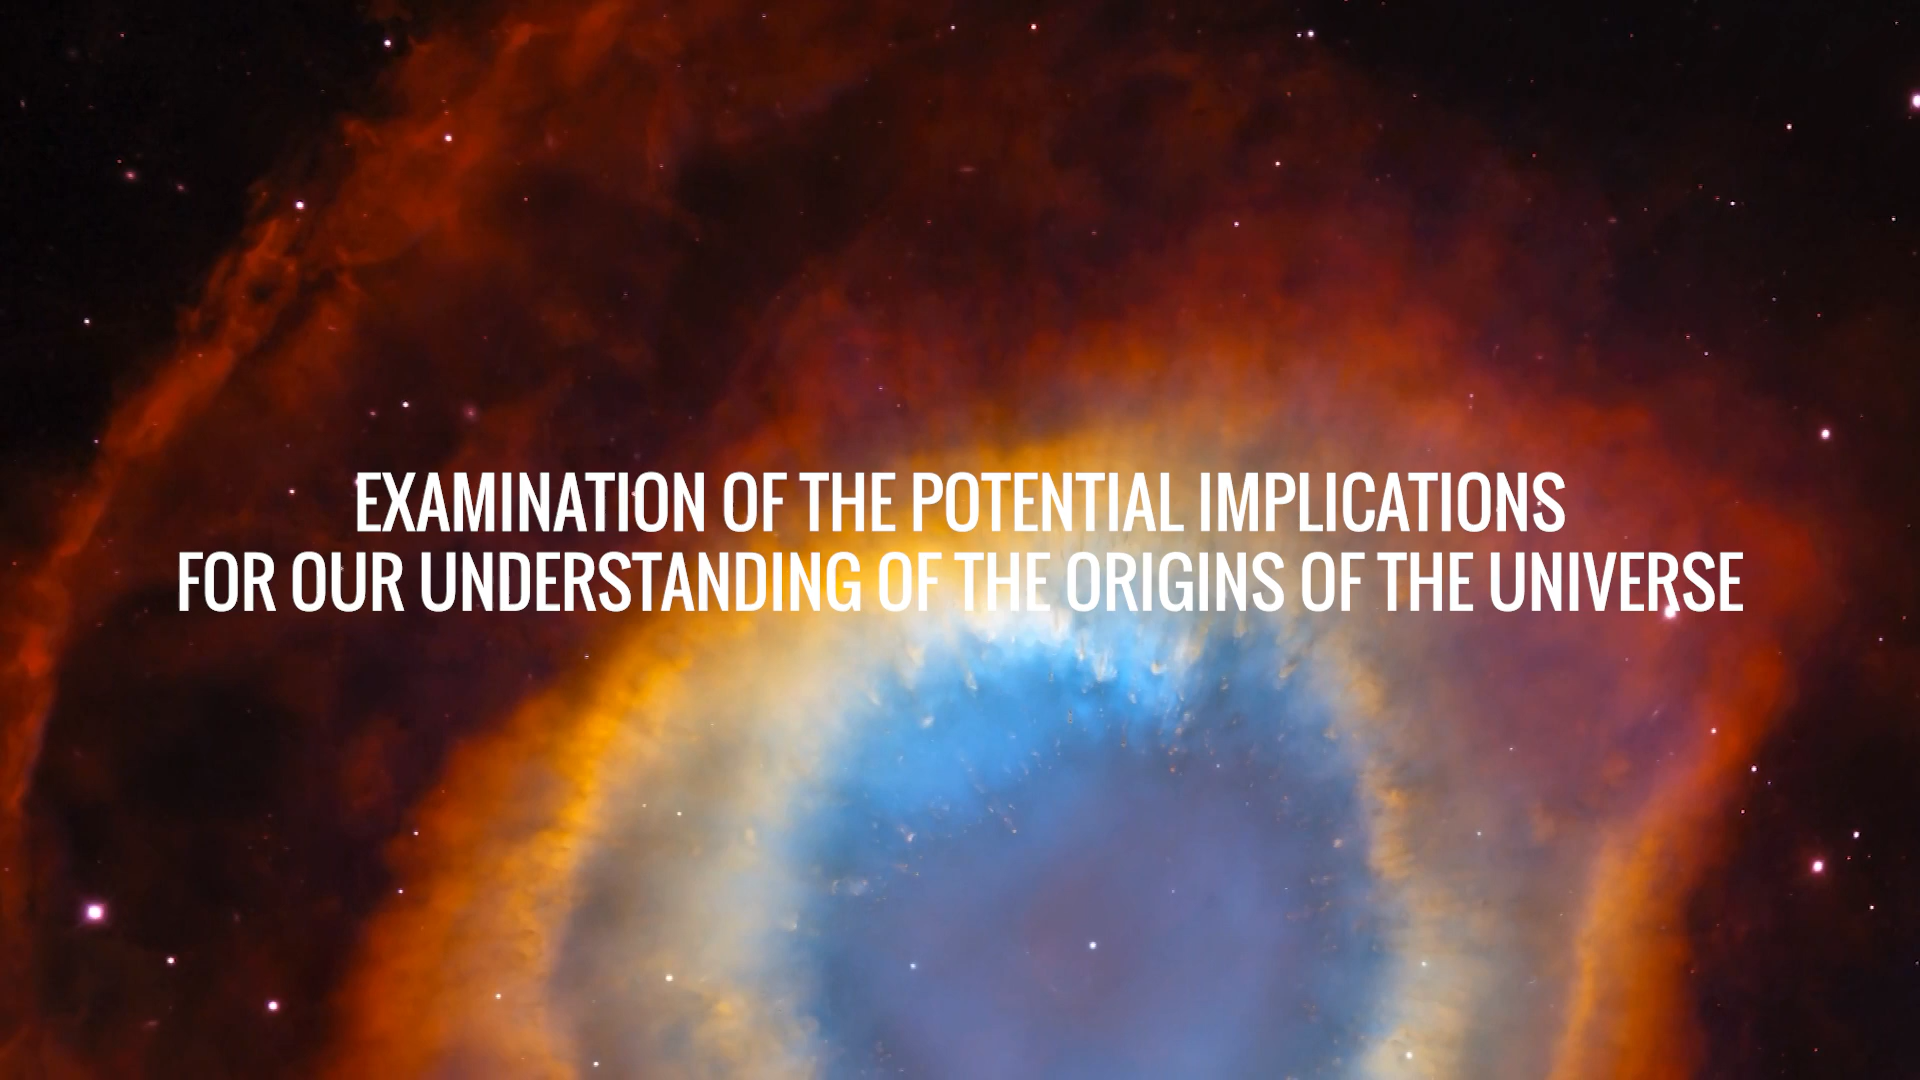 EXAMINATION OF THE POTENTIAL IMPLICATIONS
FOR OUR UNDERSTANDING OF THE ORIGINS OF THE UNIVERSE